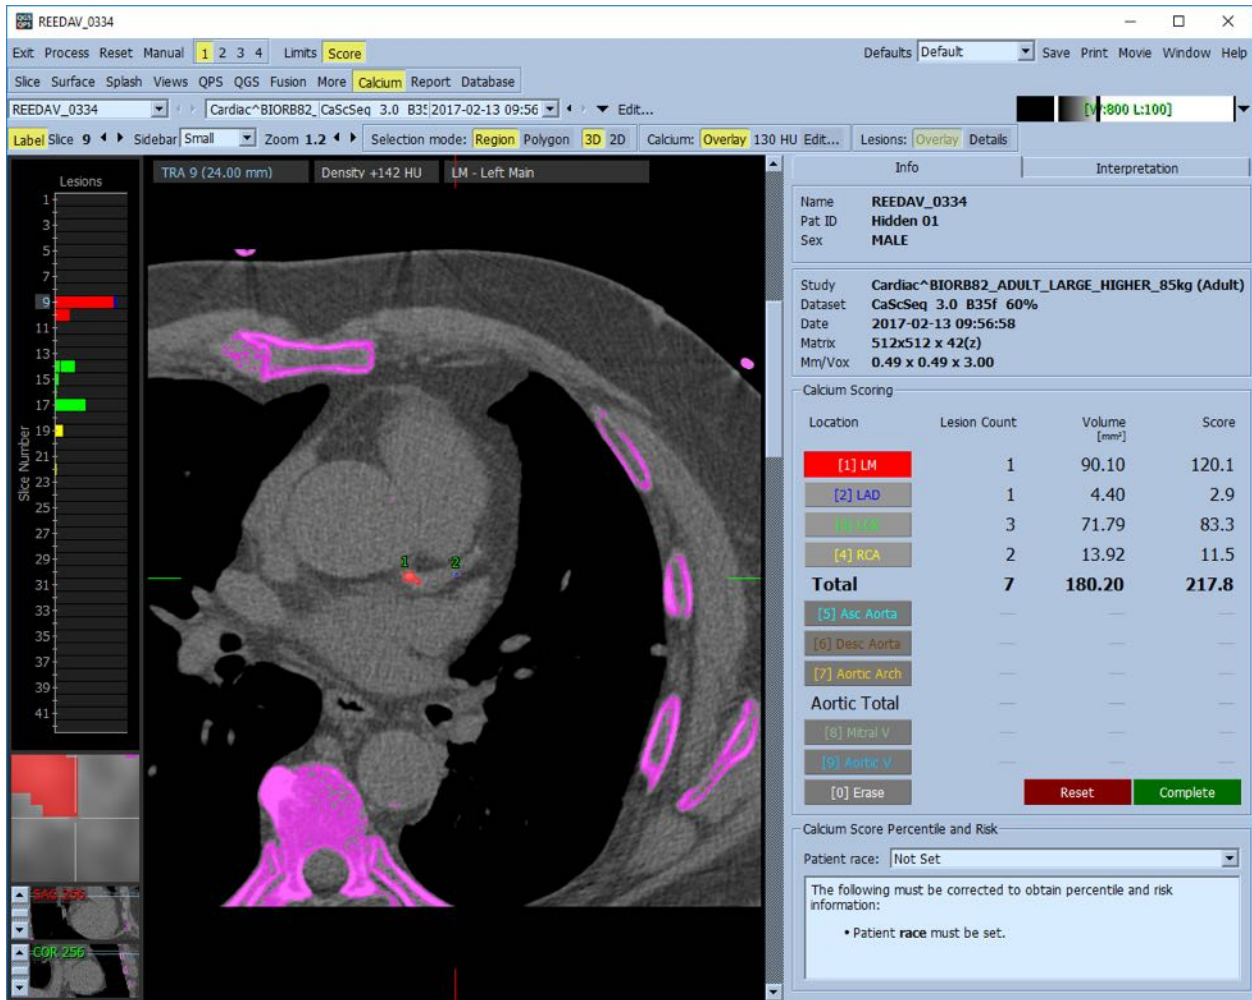 REEDAV_0334
Exit Process Reset Manual 1 2 3 4 Limits Score Defaults Default Save Print Movie Window Help
Slice Surface Splash Views QPS QGS Fusion More Calcium Report Database
REEDAV_0334 Cardiac^BIORB82_ CaScSeq 3.0 B35 2017-02-13 09:56 Edit... [W:800 L:100]
Label Slice 9 Sidebar Small Zoom 1.2 Selection mode: Region Polygon 3D 2D Calcium: Overlay 130 HU Edit... Lesions: Overlay Details
TRA 9 (24.00 mm) Density +142 HU LM - Left Main
Lesions
1
3
5
7
9
11
13
15
17
19
21
23
25
27
29
31
33
35
37
39
41
Slice Number
1 2
SAG 256
COR 256
Info Interpretation
Name REEDAV_0334
Pat ID Hidden 01
Sex MALE
Study Cardiac^BIORB82_ADULT_LARGE_HIGHER_85kg (Adult)
Dataset CaScSeq 3.0 B35f 60%
Date 2017-02-13 09:56:58
Matrix 512x512 x 42(z)
Mm/Vox 0.49 x 0.49 x 3.00
Calcium Scoring
Location Lesion Count Volume Score
[mm³]
[1] LM 1 90.10 120.1
[2] LAD 1 4.40 2.9
[3] LCX 3 71.79 83.3
[4] RCA 2 13.92 11.5
Total 7 180.20 217.8
[5] Asc Aorta — — —
[6] Desc Aorta — — —
[7] Aortic Arch — — —
Aortic Total — — —
[8] Mitral V — — —
[9] Aortic V — — —
[0] Erase Reset Complete
Calcium Score Percentile and Risk
Patient race: Not Set
The following must be corrected to obtain percentile and risk
information:
• Patient race must be set.